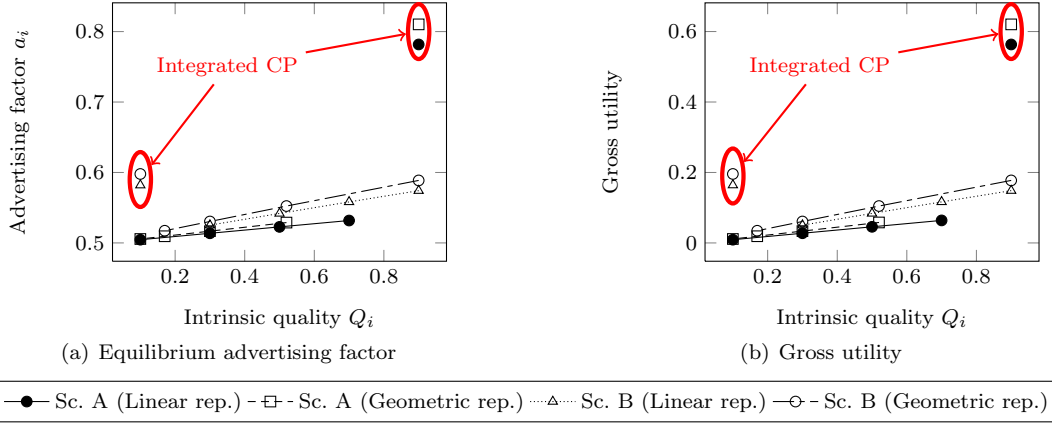 0.8
0.7
0.6
0.5
0.2 0.4 0.6 0.8
Advertising factor a_i
Integrated CP
Intrinsic quality Q_i
(a) Equilibrium advertising factor
0.6
0.4
0.2
0
0.2 0.4 0.6 0.8
Gross utility
Integrated CP
Intrinsic quality Q_i
(b) Gross utility
Sc. A (Linear rep.) Sc. A (Geometric rep.) Sc. B (Linear rep.) Sc. B (Geometric rep.)